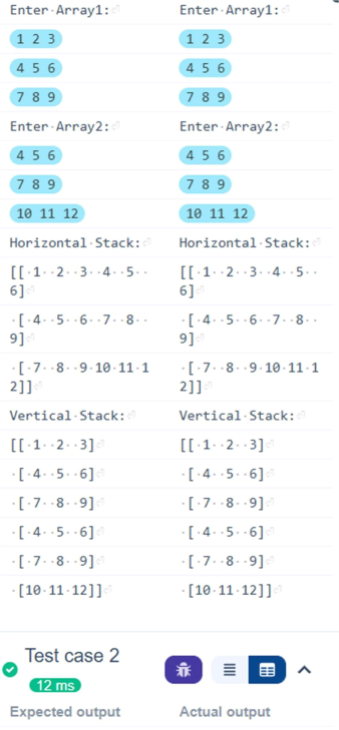 Enter·Array1:
1 2 3
4 5 6
7 8 9
Enter·Array2:
4 5 6
7 8 9
10 11 12
Horizontal·Stack:
[[·1··2··3··4··5··
6]
·[·4··5··6··7··8··
9]
·[·7··8··9·10·11·1
2]]
Vertical·Stack:
[[·1··2··3]
·[·4··5··6]
·[·7··8··9]
·[·4··5··6]
·[·7··8··9]
·[10·11·12]]
Enter·Array1:
1 2 3
4 5 6
7 8 9
Enter·Array2:
4 5 6
7 8 9
10 11 12
Horizontal·Stack:
[[·1··2··3··4··5··
6]
·[·4··5··6··7··8··
9]
·[·7··8··9·10·11·1
2]]
Vertical·Stack:
[[·1··2··3]
·[·4··5··6]
·[·7··8··9]
·[·4··5··6]
·[·7··8··9]
·[10·11·12]]
Test case 2
12 ms
Expected output
Actual output